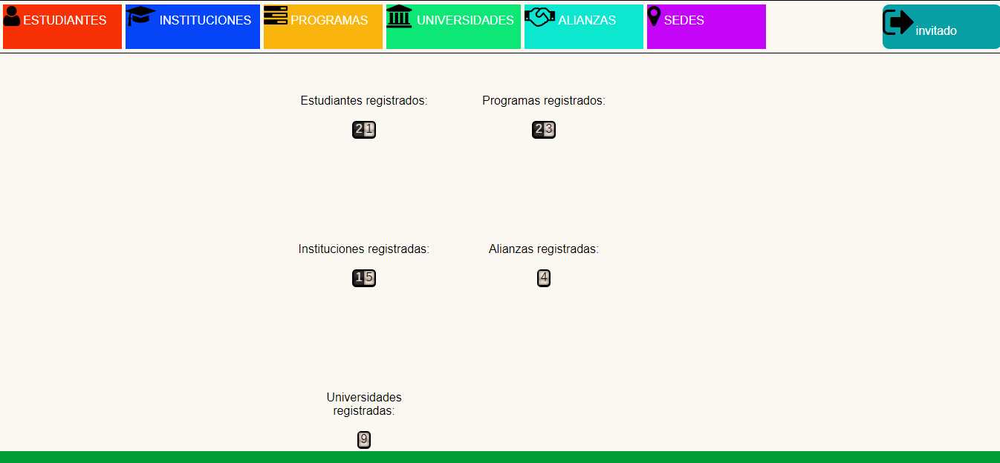 ESTUDIANTES
INSTITUCIONES
PROGRAMAS
UNIVERSIDADES
ALIANZAS
SEDES
invitado
Estudiantes registrados:
21
Programas registrados:
23
Instituciones registradas:
15
Alianzas registradas:
4
Universidades
registradas:
9